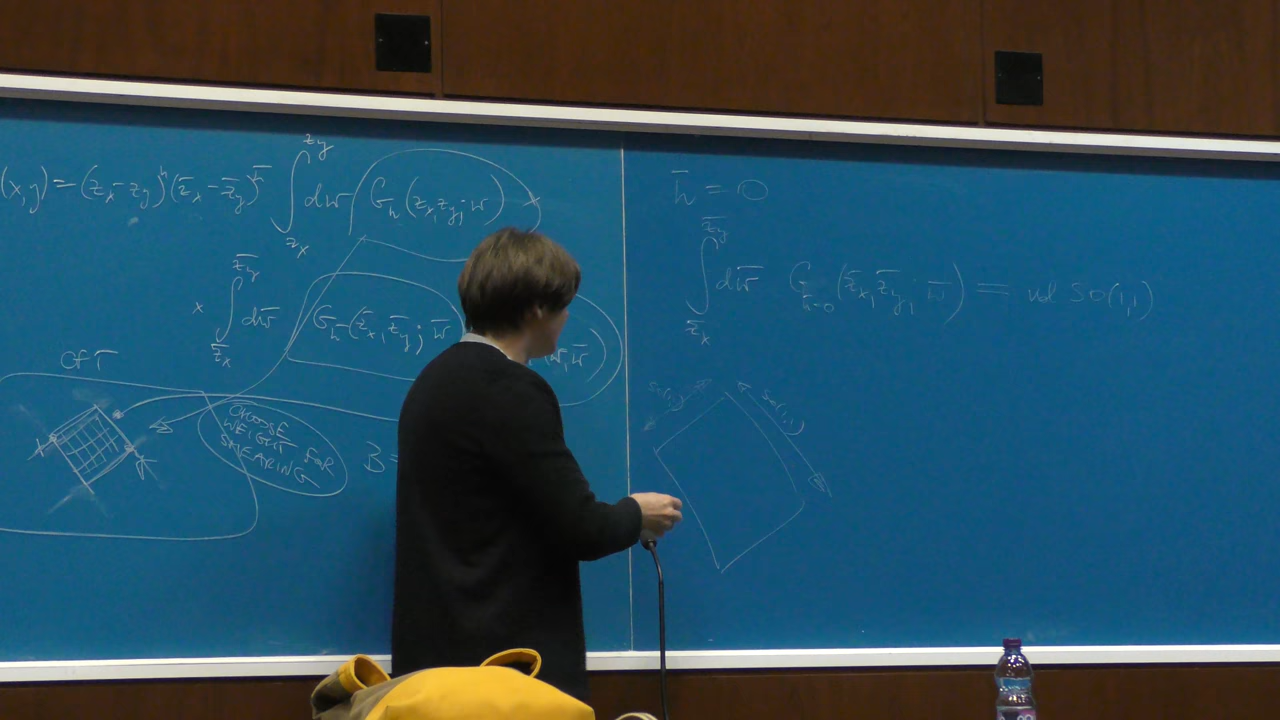 (x,y) = (z_x - z_y)^h (z̄_x - z̄_y)^h̄ ∫_{z_x}^{z_y} dw G_h(z_x, z_y; w) ×
× ∫_{z̄_x}^{z̄_y} dw̄ G_h̄(z̄_x, z̄_y; w̄ (w, w̄)
CFT
CHOOSE
WEIGHT FOR
SMEARING
B =
h̄ = 0
∫_{z̄_x}^{z̄_y} dw̄ G_{h̄=0}(z̄_x, z̄_y; w̄) = vol SO(1,1)
SO(1,1)
SO(1,1)